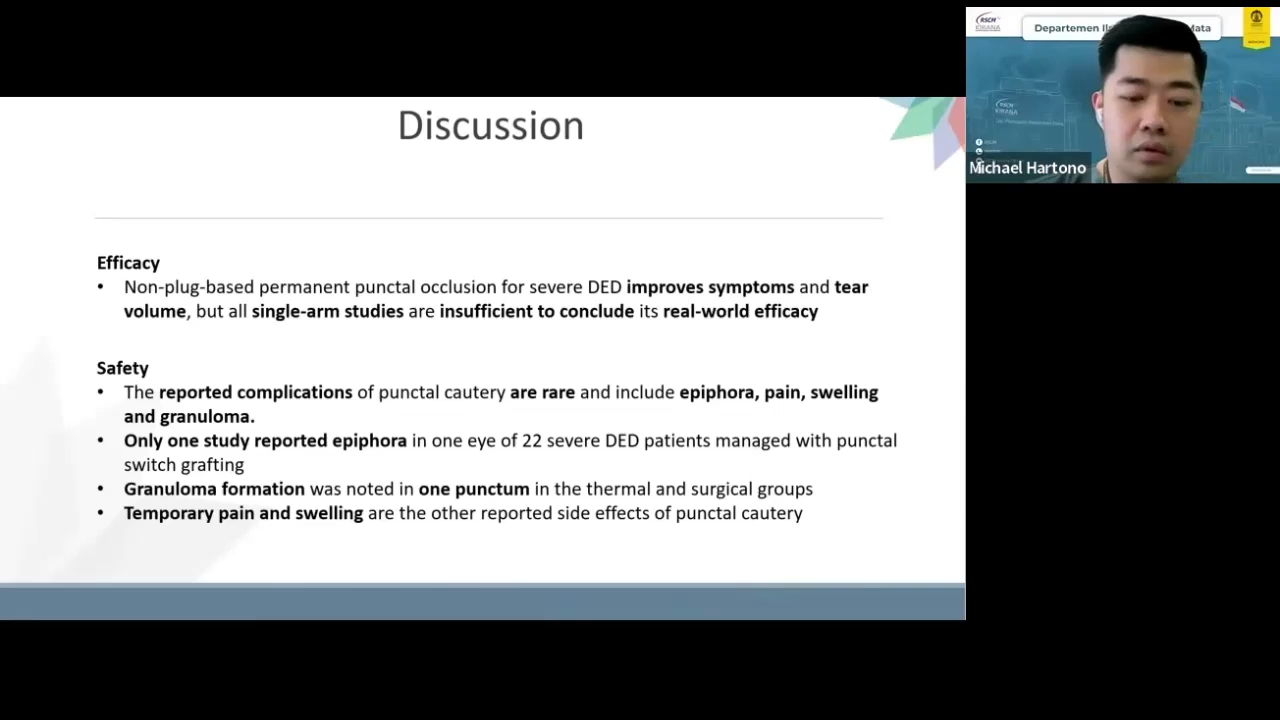 Discussion
Efficacy
• Non-plug-based permanent punctal occlusion for severe DED improves symptoms and tear
volume, but all single-arm studies are insufficient to conclude its real-world efficacy
Safety
• The reported complications of punctal cautery are rare and include epiphora, pain, swelling
and granuloma.
• Only one study reported epiphora in one eye of 22 severe DED patients managed with punctal
switch grafting
• Granuloma formation was noted in one punctum in the thermal and surgical groups
• Temporary pain and swelling are the other reported side effects of punctal cautery
RSCM
KIRANA
Departemen Mata
RSCM
KIRANA
Michael Hartono